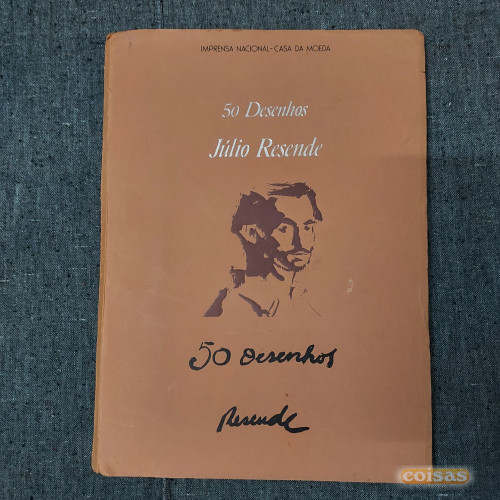 IMPRENSA NACIONAL-CASA DA MOEDA
50 Desenhos
Júlio Resende
50 Desenhos
Resende
coisas